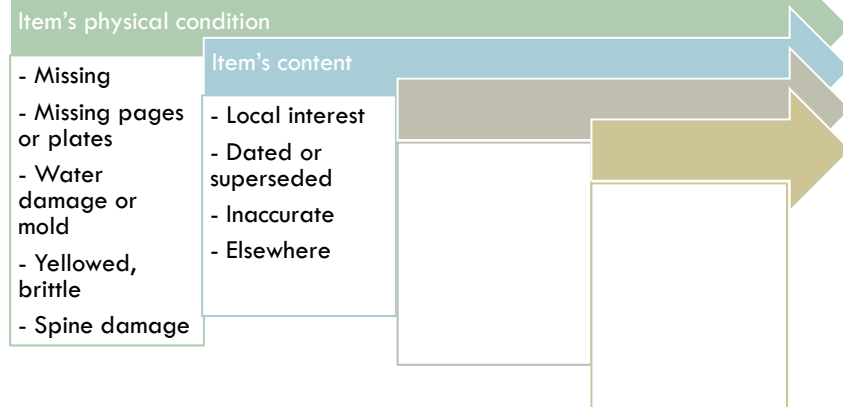 Item's physical condition
- Missing
- Missing pages
or plates
- Water
damage or
mold
- Yellowed,
brittle
- Spine damage
Item's content
- Local interest
- Dated or
superseded
- Inaccurate
- Elsewhere